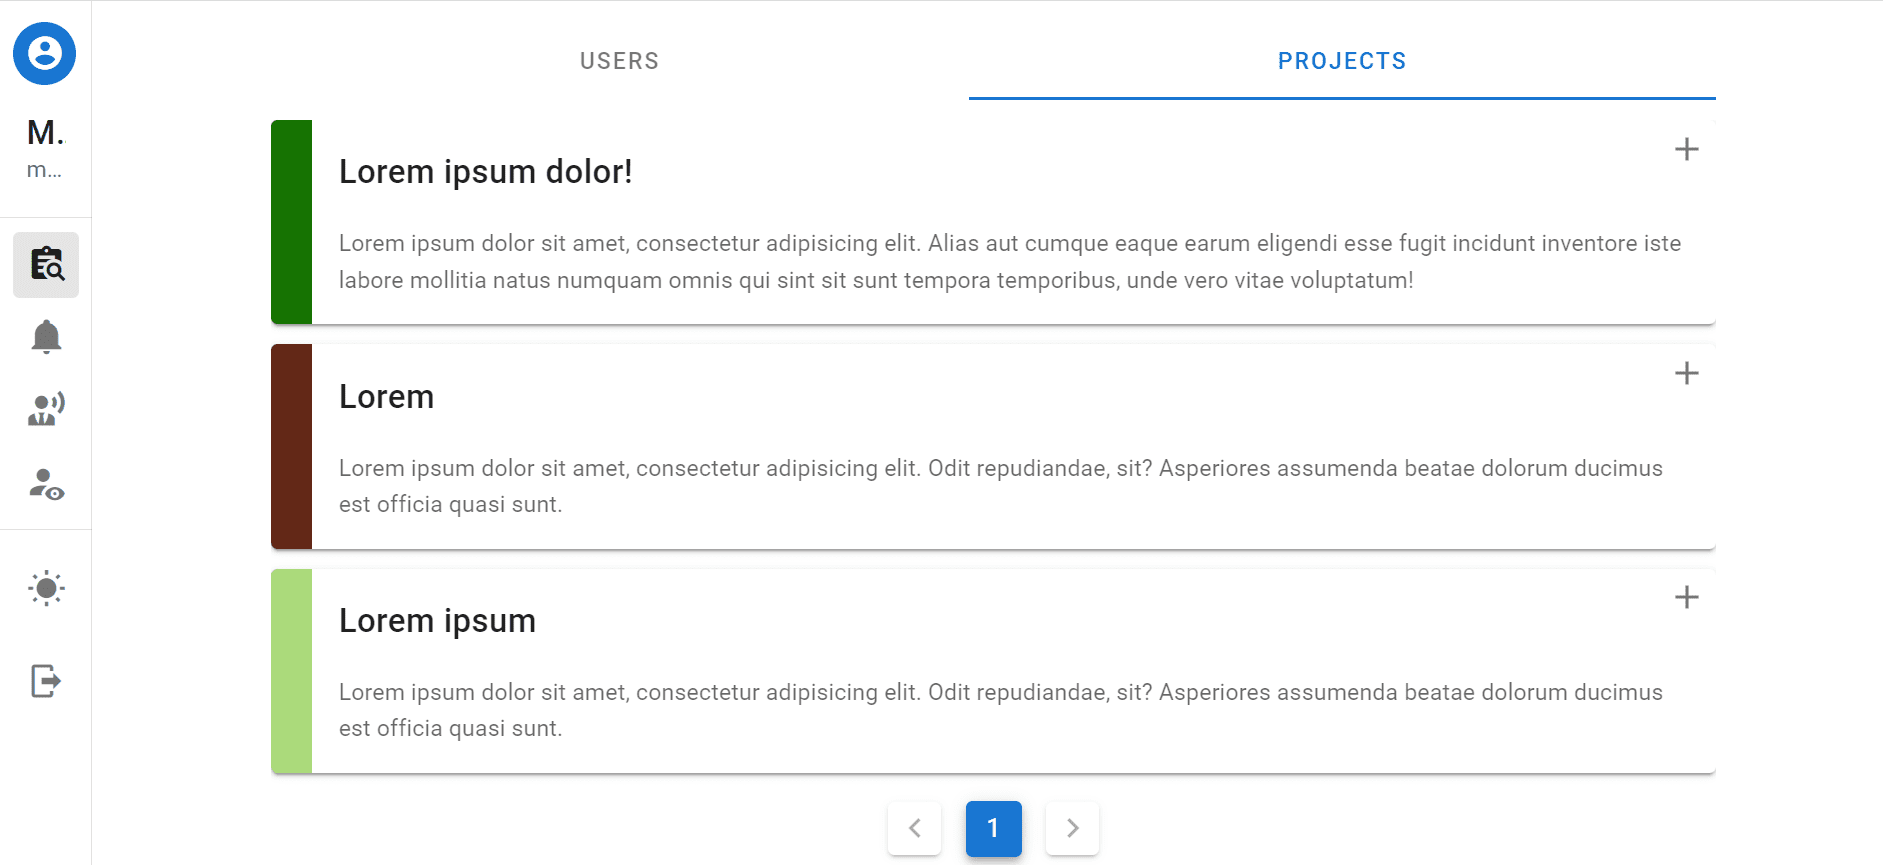 M.
m...
USERS
PROJECTS
Lorem ipsum dolor!
Lorem ipsum dolor sit amet, consectetur adipisicing elit. Alias aut cumque eaque earum eligendi esse fugit incidunt inventore iste
labore mollitia natus numquam omnis qui sint sit sunt tempora temporibus, unde vero vitae voluptatum!
Lorem
Lorem ipsum dolor sit amet, consectetur adipisicing elit. Odit repudiandae, sit? Asperiores assumenda beatae dolorum ducimus
est officia quasi sunt.
Lorem ipsum
Lorem ipsum dolor sit amet, consectetur adipisicing elit. Odit repudiandae, sit? Asperiores assumenda beatae dolorum ducimus
est officia quasi sunt.
1